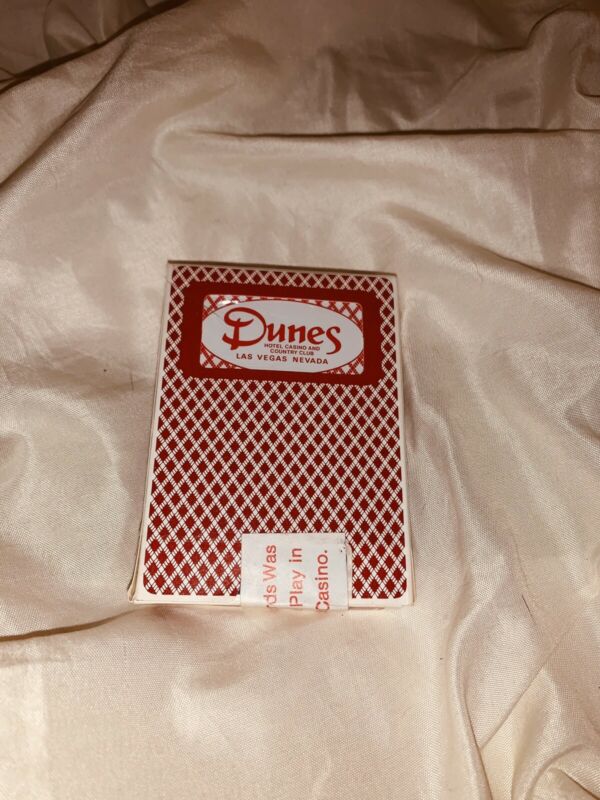 Dunes
HOTEL CASINO AND
COUNTRY CLUB
LAS VEGAS NEVADA
ds Was
Play in
Casino.